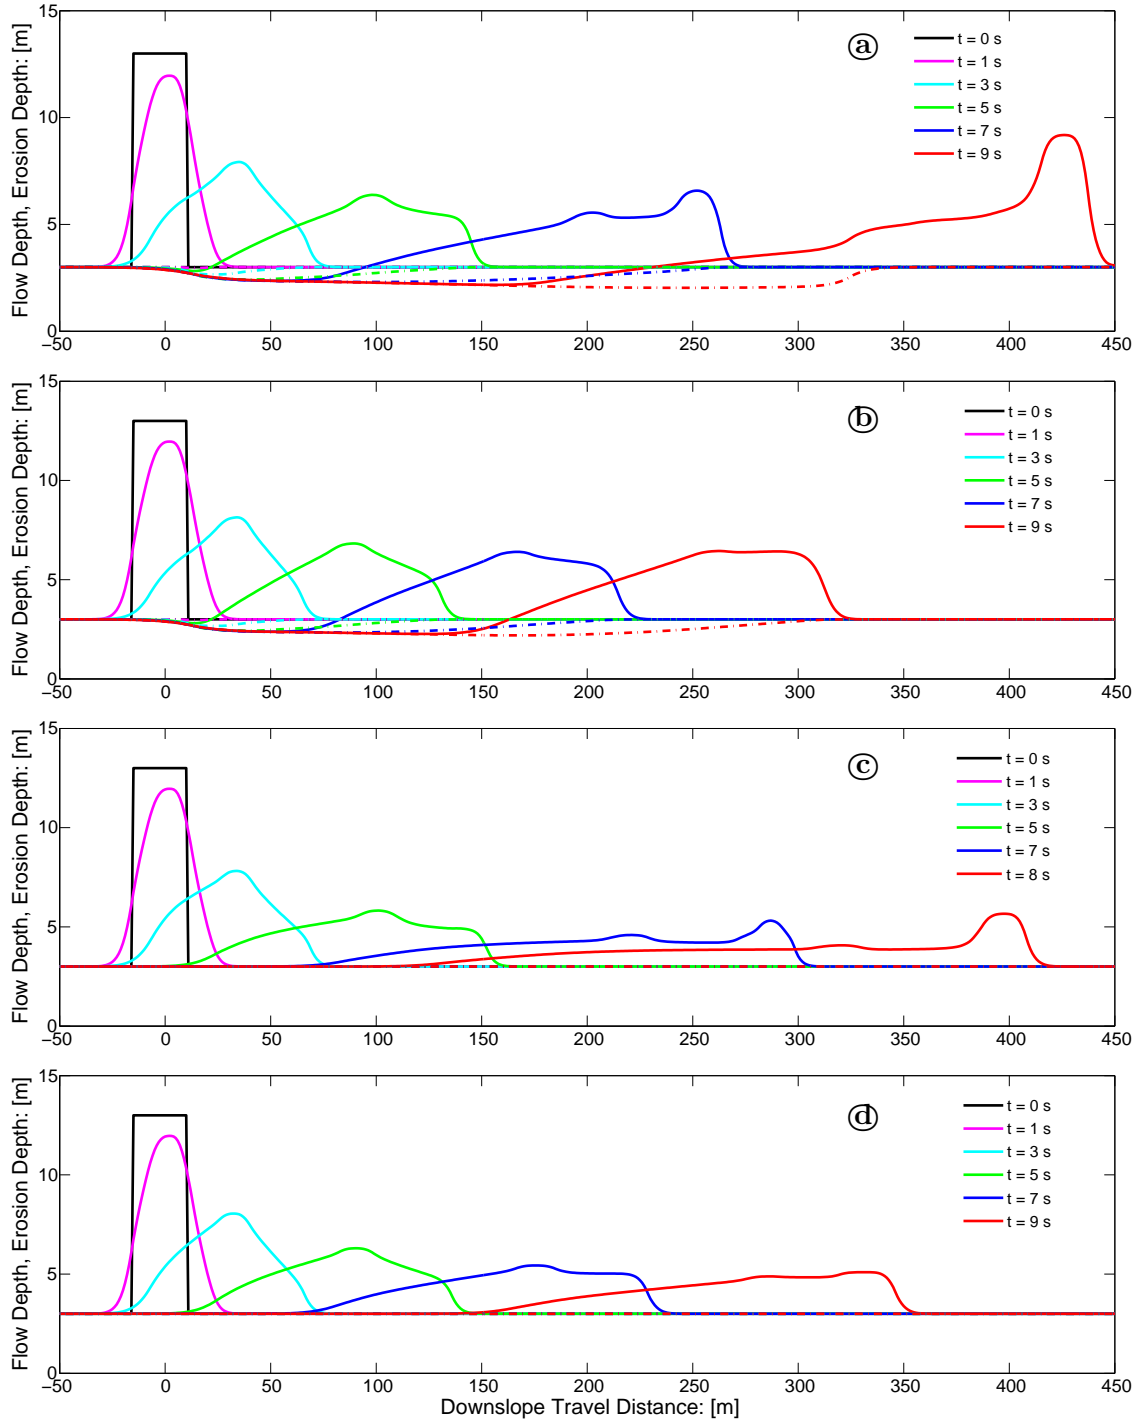 Flow Depth, Erosion Depth: [m]
15
10
5
0
ⓐ
t = 0 s
t = 1 s
t = 3 s
t = 5 s
t = 7 s
t = 9 s
−50 0 50 100 150 200 250 300 350 400 450
Flow Depth, Erosion Depth: [m]
15
10
5
0
ⓑ
t = 0 s
t = 1 s
t = 3 s
t = 5 s
t = 7 s
t = 9 s
−50 0 50 100 150 200 250 300 350 400 450
Flow Depth, Erosion Depth: [m]
15
10
5
0
ⓒ
t = 0 s
t = 1 s
t = 3 s
t = 5 s
t = 7 s
t = 8 s
−50 0 50 100 150 200 250 300 350 400 450
Flow Depth, Erosion Depth: [m]
15
10
5
0
ⓓ
t = 0 s
t = 1 s
t = 3 s
t = 5 s
t = 7 s
t = 9 s
−50 0 50 100 150 200 250 300 350 400 450
Downslope Travel Distance: [m]